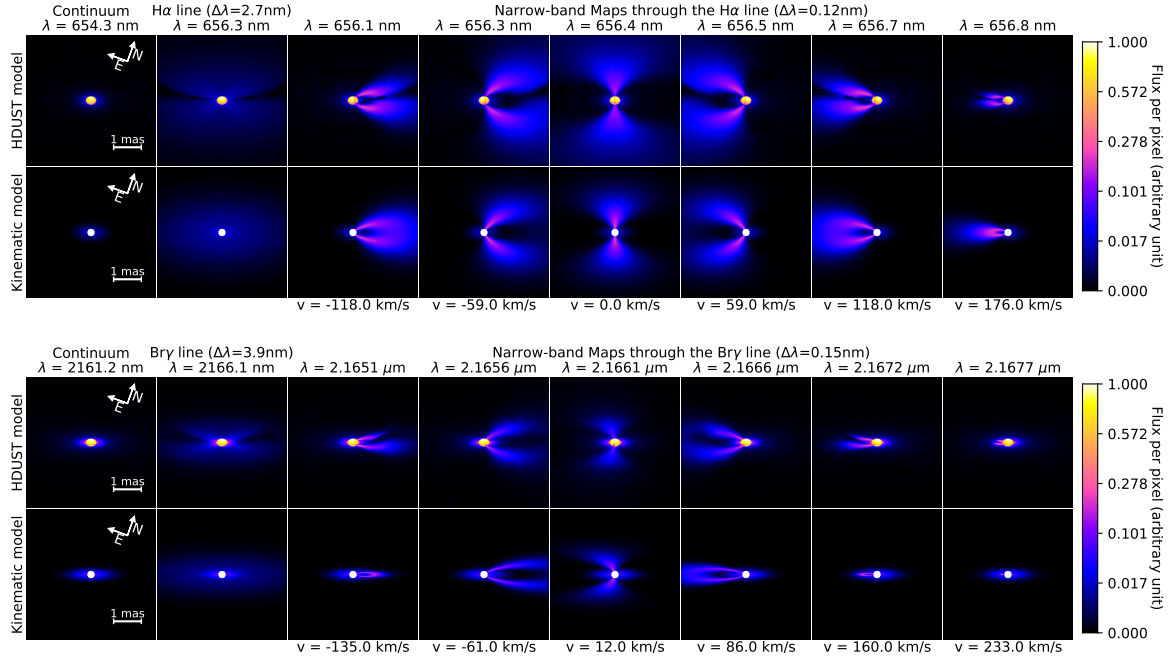 Continuum Hα line (Δλ=2.7nm) Narrow-band Maps through the Hα line (Δλ=0.12nm)
λ = 654.3 nm λ = 656.3 nm λ = 656.1 nm λ = 656.3 nm λ = 656.4 nm λ = 656.5 nm λ = 656.7 nm λ = 656.8 nm
HDUST model
N
E
1 mas
Kinematic model
N
E
1 mas
v = -118.0 km/s v = -59.0 km/s v = 0.0 km/s v = 59.0 km/s v = 118.0 km/s v = 176.0 km/s
1.000
0.572
0.278
0.101
0.017
0.000
Flux per pixel (arbitrary unit)
Continuum Brγ line (Δλ=3.9nm) Narrow-band Maps through the Brγ line (Δλ=0.15nm)
λ = 2161.2 nm λ = 2166.1 nm λ = 2.1651 μm λ = 2.1656 μm λ = 2.1661 μm λ = 2.1666 μm λ = 2.1672 μm λ = 2.1677 μm
HDUST model
N
E
1 mas
Kinematic model
N
E
1 mas
v = -135.0 km/s v = -61.0 km/s v = 12.0 km/s v = 86.0 km/s v = 160.0 km/s v = 233.0 km/s
1.000
0.572
0.278
0.101
0.017
0.000
Flux per pixel (arbitrary unit)